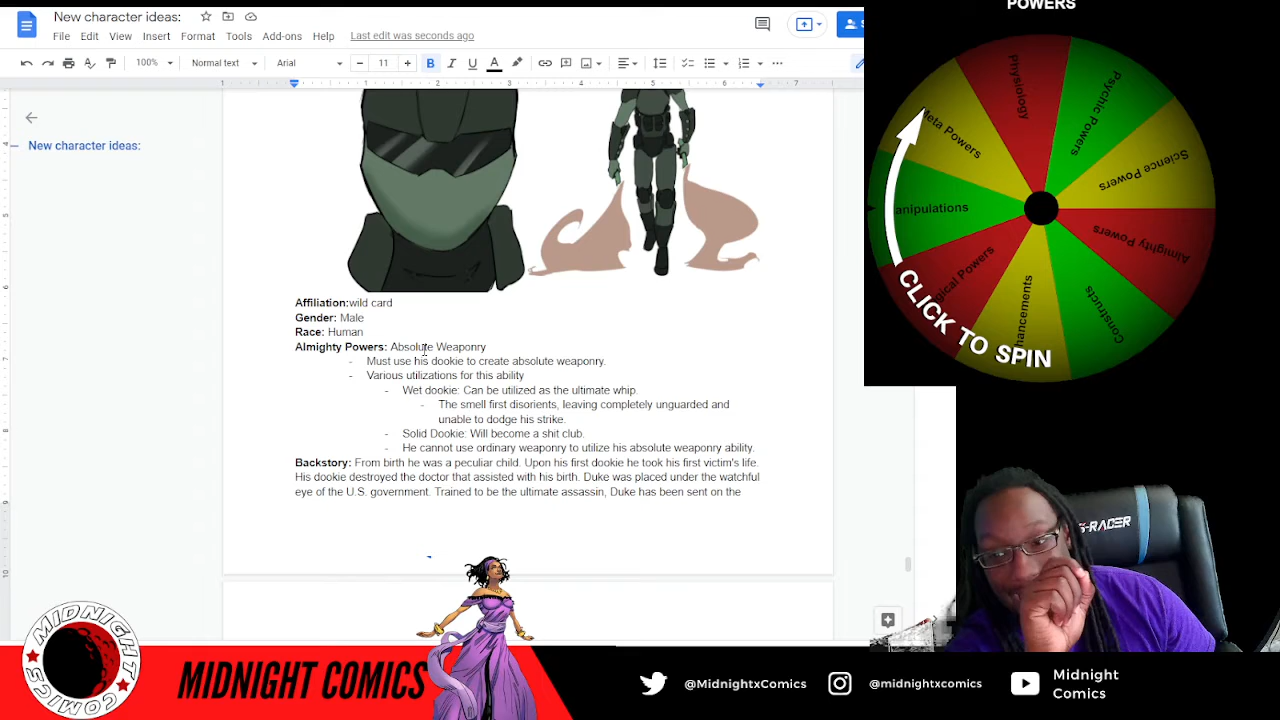 New character ideas:
File Edit View Insert Format Tools Add-ons Help Last edit was seconds ago
100% Normal text Arial 11
New character ideas:
Affiliation:wild card
Gender: Male
Race: Human
Almighty Powers: Absolute Weaponry
- Must use his dookie to create absolute weaponry.
- Various utilizations for this ability
- Wet dookie: Can be utilized as the ultimate whip.
- The smell first disorients, leaving completely unguarded and
unable to dodge his strike.
- Solid Dookie: Will become a shit club.
- He cannot use ordinary weaponry to utilize his absolute weaponry ability.
Backstory: From birth he was a peculiar child. Upon his first dookie he took his first victim's life.
His dookie destroyed the doctor that assisted with his birth. Duke was placed under the watchful
eye of the U.S. government. Trained to be the ultimate assassin, Duke has been sent on the
POWERS
Physiology
Psychic Powers
Science Powers
Almighty Powers
Constructs
hancements
gical Powers
anipulations
Meta Powers
CLICK TO SPIN
S-RACER
MIDNIGHT
COMICS
MIDNIGHT COMICS
@MidnightxComics
@midnightxcomics
Midnight
Comics